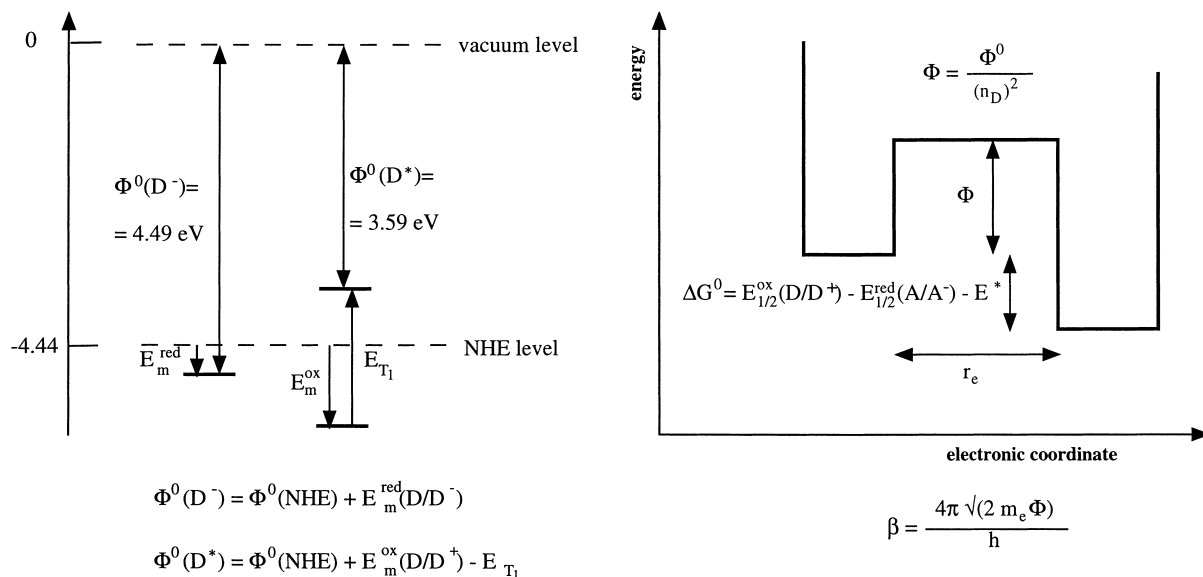 0
vacuum level
Φ⁰(D⁻)=
= 4.49 eV
Φ⁰(D*)=
= 3.59 eV
-4.44
NHE level
E_m^red
E_m^ox
E_T₁
Φ⁰(D⁻) = Φ⁰(NHE) + E_m^red(D/D⁻)
Φ⁰(D*) = Φ⁰(NHE) + E_m^ox(D/D⁺) - E_T₁
energy
Φ = Φ⁰ / (n_D)²
Φ
ΔG⁰= E_1/2^ox(D/D⁺) - E_1/2^red(A/A⁻) - E*
r_e
electronic coordinate
β = 4π √(2 m_e Φ) / h